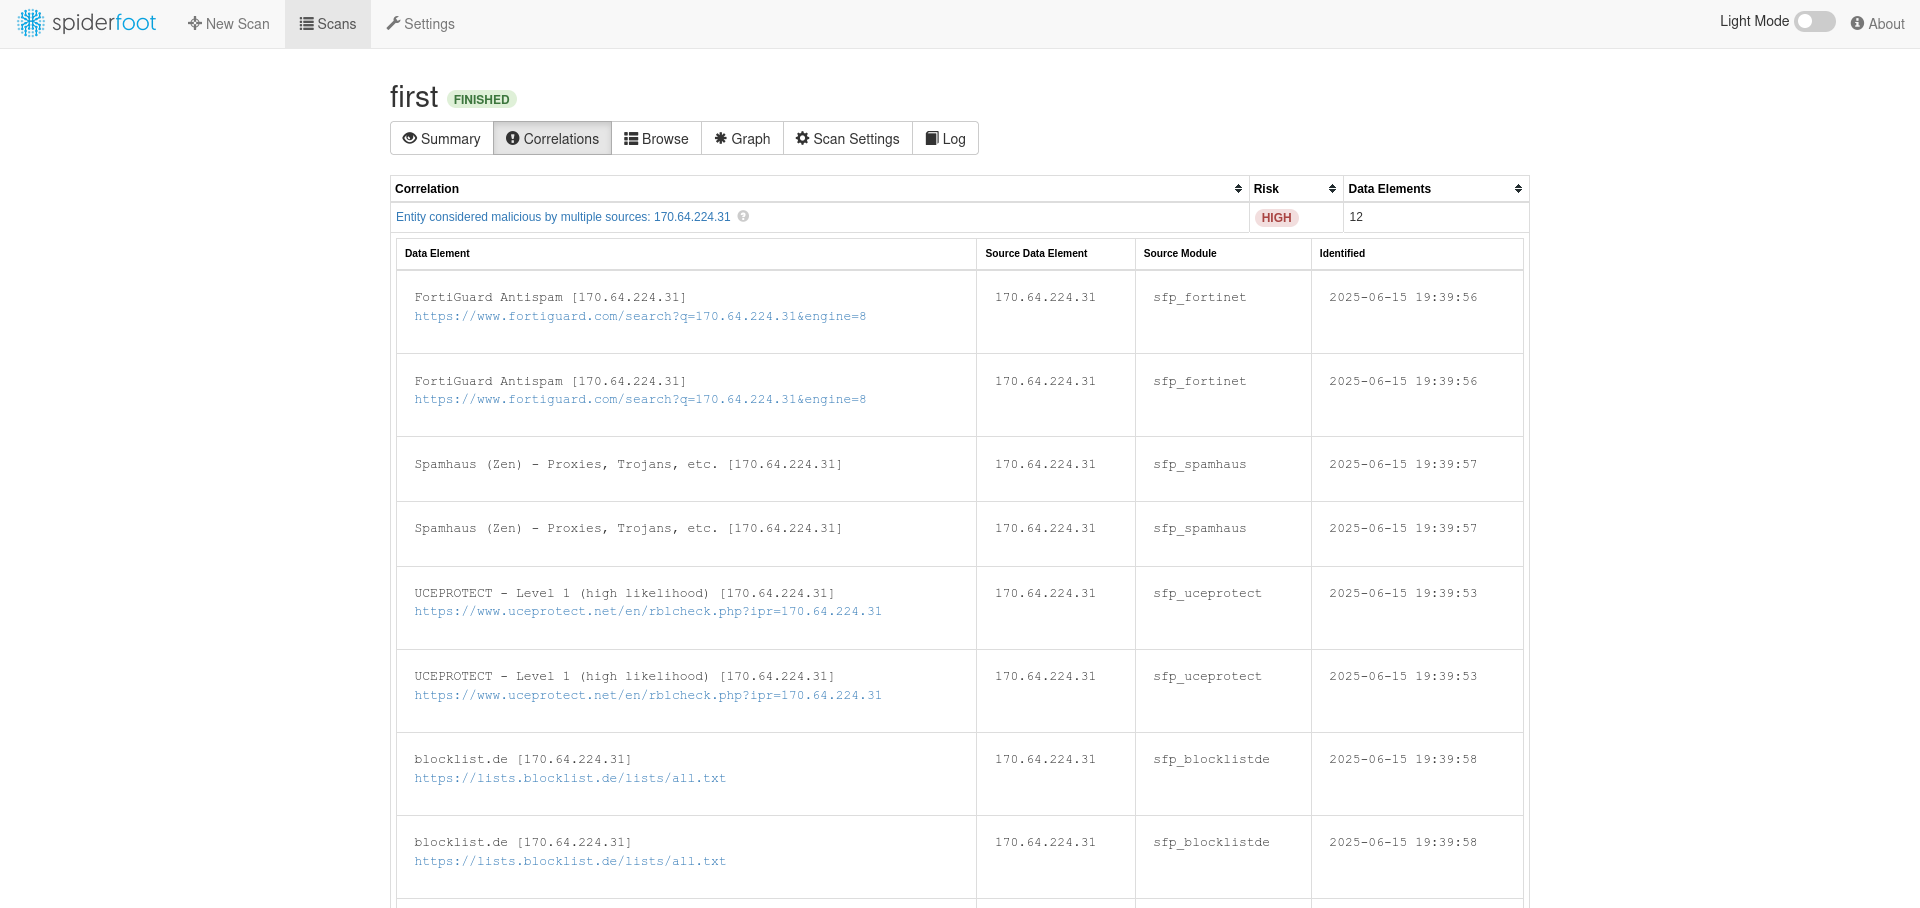 spiderfoot New Scan Scans Settings Light Mode About
first FINISHED
Summary Correlations Browse Graph Scan Settings Log
Correlation Risk Data Elements
Entity considered malicious by multiple sources: 170.64.224.31 ? HIGH 12
Data Element Source Data Element Source Module Identified
FortiGuard Antispam [170.64.224.31] 170.64.224.31 sfp_fortinet 2025-06-15 19:39:56
https://www.fortiguard.com/search?q=170.64.224.31&engine=8
FortiGuard Antispam [170.64.224.31] 170.64.224.31 sfp_fortinet 2025-06-15 19:39:56
https://www.fortiguard.com/search?q=170.64.224.31&engine=8
Spamhaus (Zen) - Proxies, Trojans, etc. [170.64.224.31] 170.64.224.31 sfp_spamhaus 2025-06-15 19:39:57
Spamhaus (Zen) - Proxies, Trojans, etc. [170.64.224.31] 170.64.224.31 sfp_spamhaus 2025-06-15 19:39:57
UCEPROTECT - Level 1 (high likelihood) [170.64.224.31] 170.64.224.31 sfp_uceprotect 2025-06-15 19:39:53
https://www.uceprotect.net/en/rblcheck.php?ipr=170.64.224.31
UCEPROTECT - Level 1 (high likelihood) [170.64.224.31] 170.64.224.31 sfp_uceprotect 2025-06-15 19:39:53
https://www.uceprotect.net/en/rblcheck.php?ipr=170.64.224.31
blocklist.de [170.64.224.31] 170.64.224.31 sfp_blocklistde 2025-06-15 19:39:58
https://lists.blocklist.de/lists/all.txt
blocklist.de [170.64.224.31] 170.64.224.31 sfp_blocklistde 2025-06-15 19:39:58
https://lists.blocklist.de/lists/all.txt